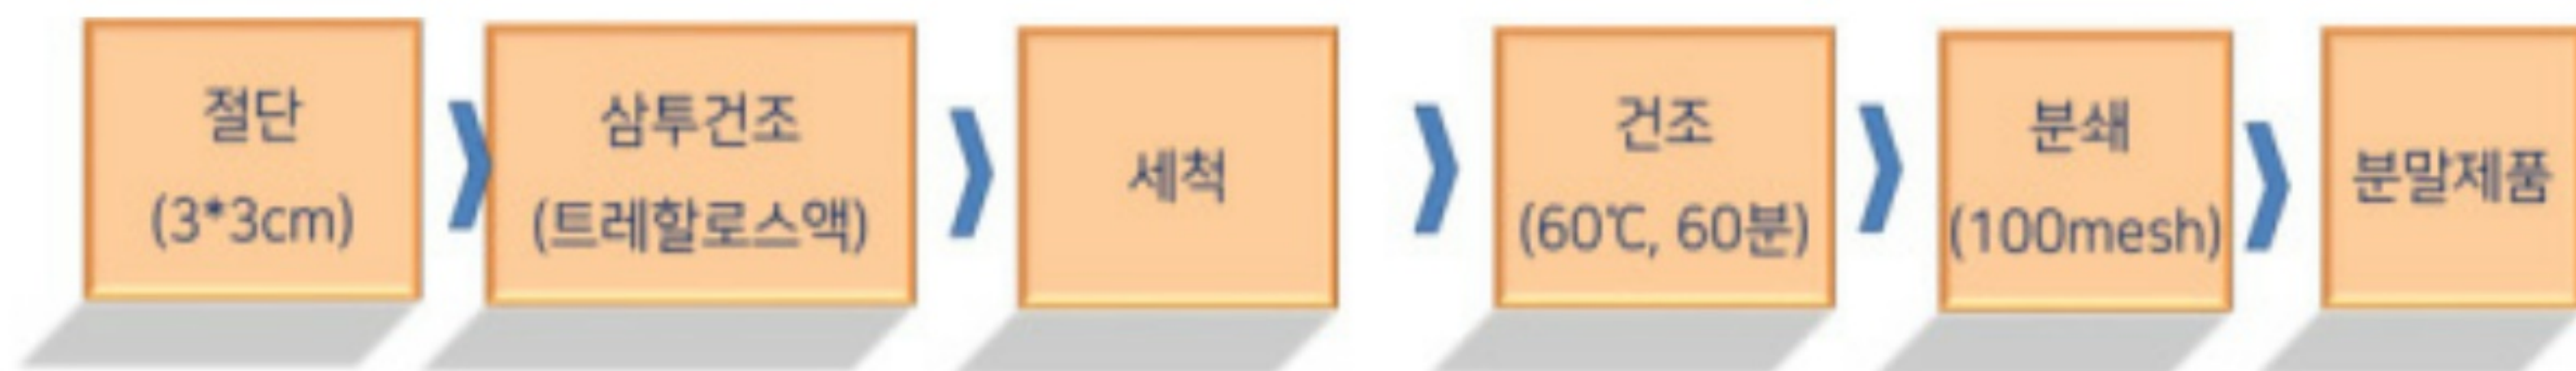 절단
(3*3cm)
삼투건조
(트레할로스액)
세척
건조
(60℃, 60분)
분쇄
(100mesh)
분말제품